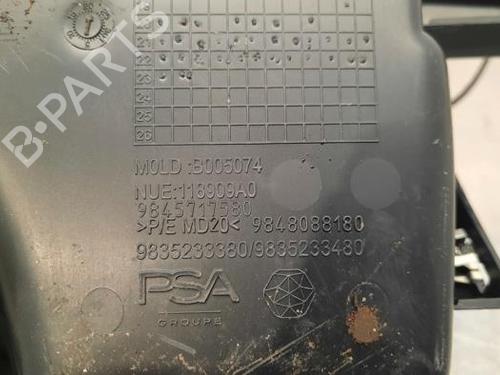 21
22
23
24
25
26
MOLD :B005074
NUE:118909A0
9845717580
>P/E MD20< 9848088180
9835233380/9835233480
PSA
GROUPE
B-PARTS